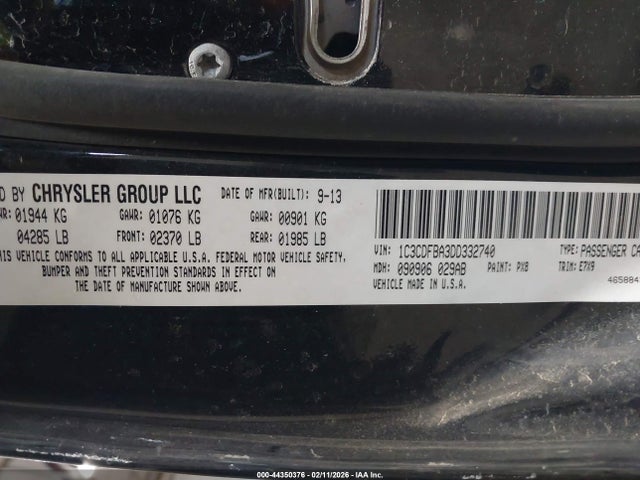 D BY CHRYSLER GROUP LLC DATE OF MFR(BUILT): 9-13
WR: 01944 KG GAWR: 01076 KG GAWR: 00901 KG
04285 LB FRONT: 02370 LB REAR: 01985 LB
THIS VEHICLE CONFORMS TO ALL APPLICABLE U.S.A. FEDERAL MOTOR VEHICLE SAFETY,
BUMPER AND THEFT PREVENTION STANDARDS IN EFFECT ON
THE DATE OF MANUFACTURE SHOWN ABOVE.
VIN: 1C3CDFBA3DD332740 TYPE: PASSENGER CA
MDH: 090906 029AB PAINT: PX8 TRIM: E7X9
VEHICLE MADE IN U.S.A. 465884
000-44350376 - 02/11/2026 - IAA Inc.